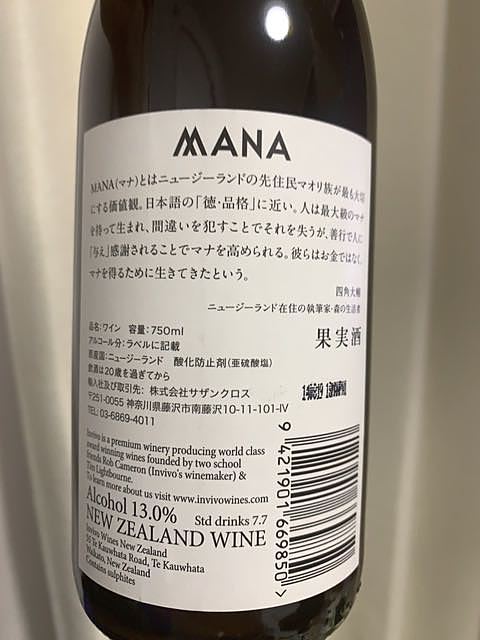 MANA
MANA(マナ)とはニュージーランドの先住民マオリ族が最も大切
にする価値観。日本語の「徳・品格」に近い。人は最大級のマナ
を持って生まれ、間違いを犯すことでそれを失うが、善行で人に
「与え」感謝されることでマナを高められる。彼らはお金ではなく、
マナを得るために生きてきたという。
四角大輔
ニュージーランド在住の執筆家・森の生活者
品名:ワイン 容量:750ml
アルコール分:ラベルに記載
原産国:ニュージーランド 酸化防止剤(亜硫酸塩)
飲酒は20歳を過ぎてから
輸入社及び取引先: 株式会社サザンクロス
〒251-0055 神奈川県藤沢市南藤沢10-11-101-Ⅳ
TEL: 03-6869-4011
果実酒
Invivo is a premium winery producing world class
award winning wines founded by two school
friends Rob Cameron (Invivo's winemaker) &
Tim Lightbourne.
To learn more about us visit www.invivowines.com
Alcohol 13.0% Std drinks 7.7
NEW ZEALAND WINE
Invivo Wines New Zealand
55 Te Kauwhata Road, Te Kauwhata
Waikato, New Zealand
Contains sulphites
9 421901 669850 >